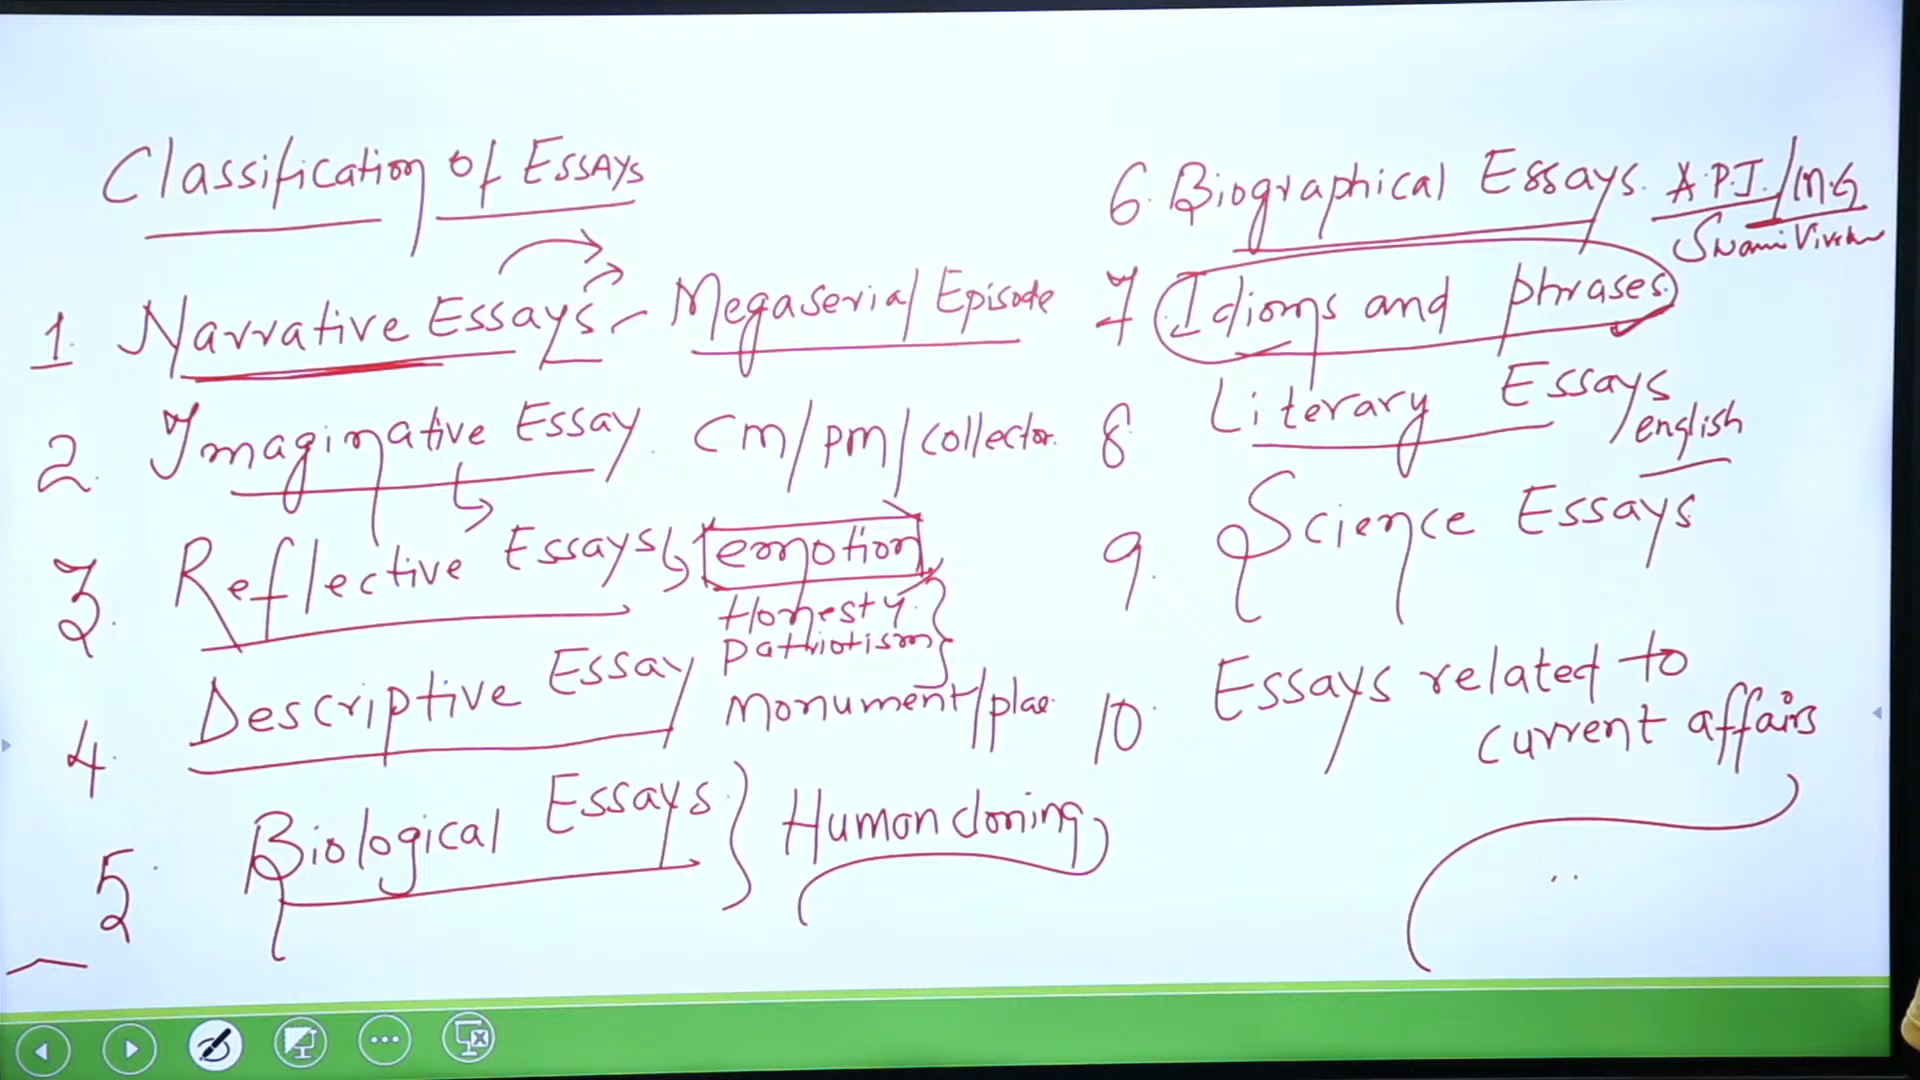 Classification of Essays
1. Narrative Essays - Megaserial Episode
2. Imaginative Essay. Cm/pm/collector.
3. Reflective Essays emotion
Honesty
patriotism
4. Descriptive Essay Monument/plac
5. Biological Essays Human cloning
6. Biographical Essays. A.P.J./M.G
Swami Vivek
7 Idioms and phrases
8 Literary Essays
english
9. Science Essays
10. Essays related to
current affairs